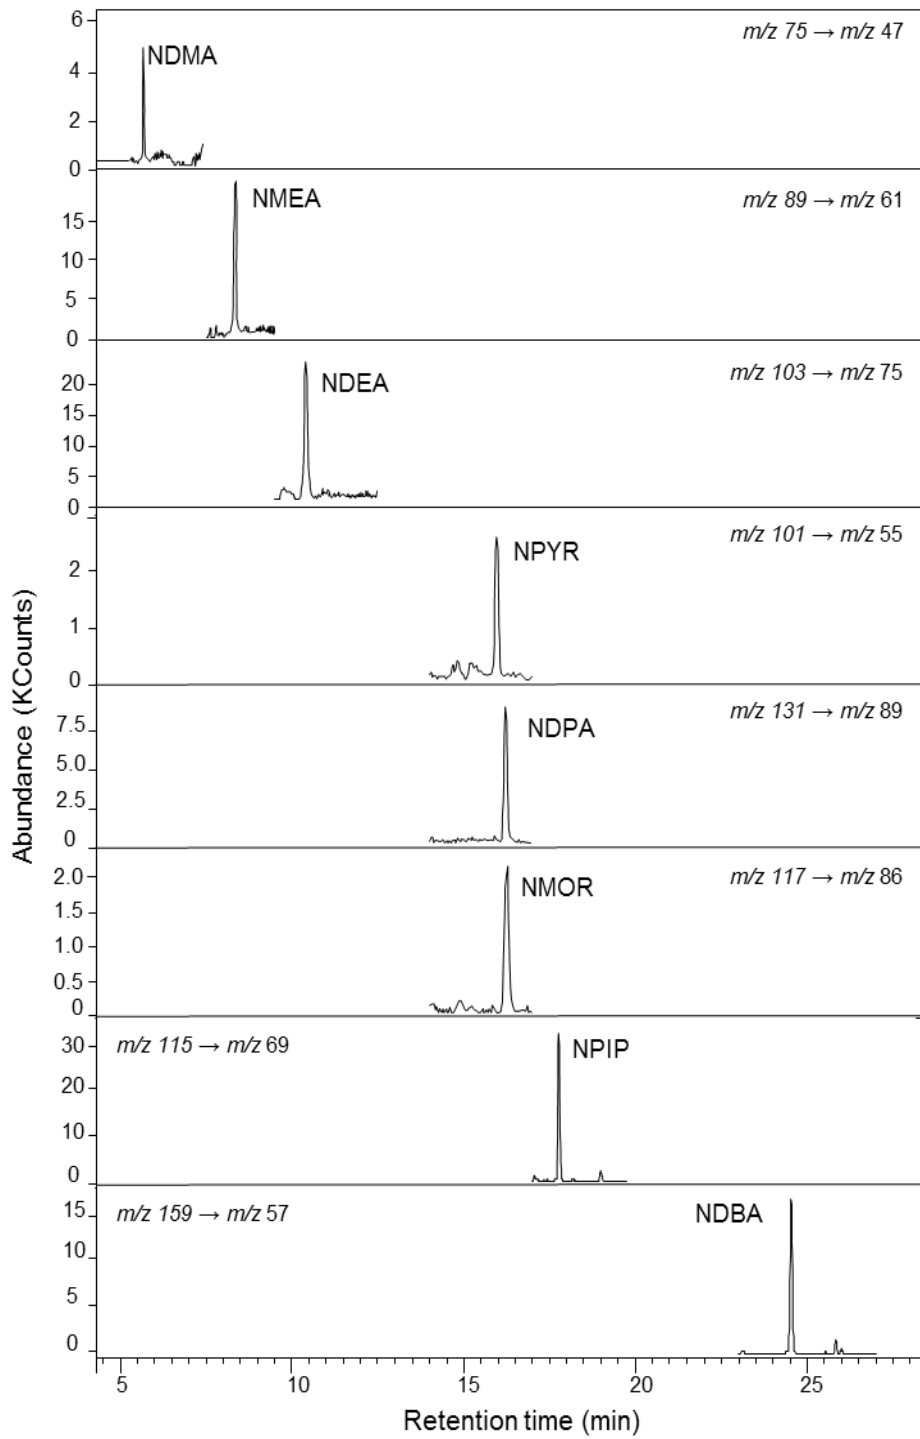 6
4
2
0
NDMA
m/z 75 → m/z 47
15
10
5
0
NMEA
m/z 89 → m/z 61
20
15
10
5
0
NDEA
m/z 103 → m/z 75
2
1
0
NPYR
m/z 101 → m/z 55
7.5
5.0
2.5
0
NDPA
m/z 131 → m/z 89
2.0
1.5
1.0
0.5
0
NMOR
m/z 117 → m/z 86
30
20
10
0
m/z 115 → m/z 69
NPIP
15
10
5
0
m/z 159 → m/z 57
NDBA
5 10 15 20 25
Retention time (min)
Abundance (KCounts)